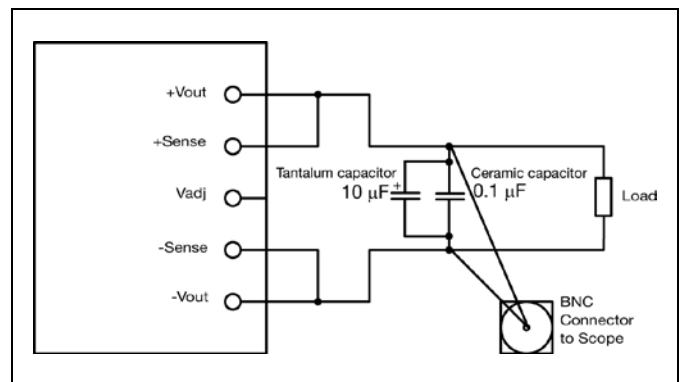 +Vout
+Sense
Vadj
-Sense
-Vout
Tantalum capacitor
10 µF
+
Ceramic capacitor
0.1 µF
Load
BNC
Connector
to Scope